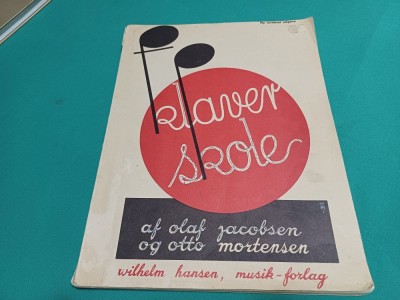 klaver
skole
af olaf jacobsen
og otto mortensen
wilhelm hansen, musik-forlag